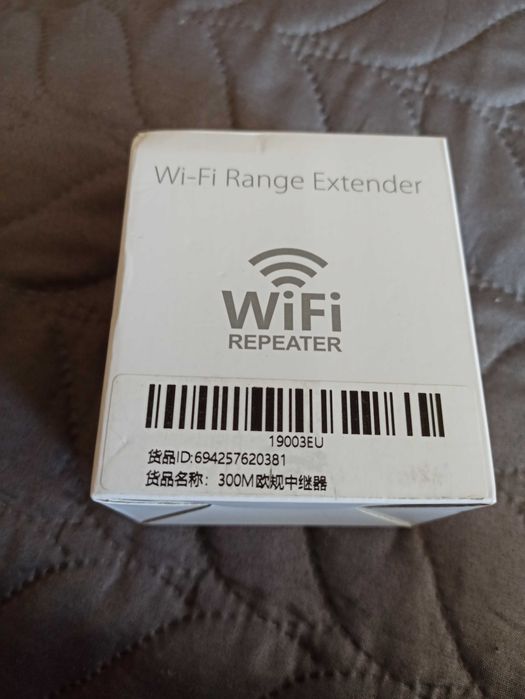 Wi-Fi Range Extender
WiFi
REPEATER
19003EU
货品ID:694257620381
货品名称：300M欧规中继器